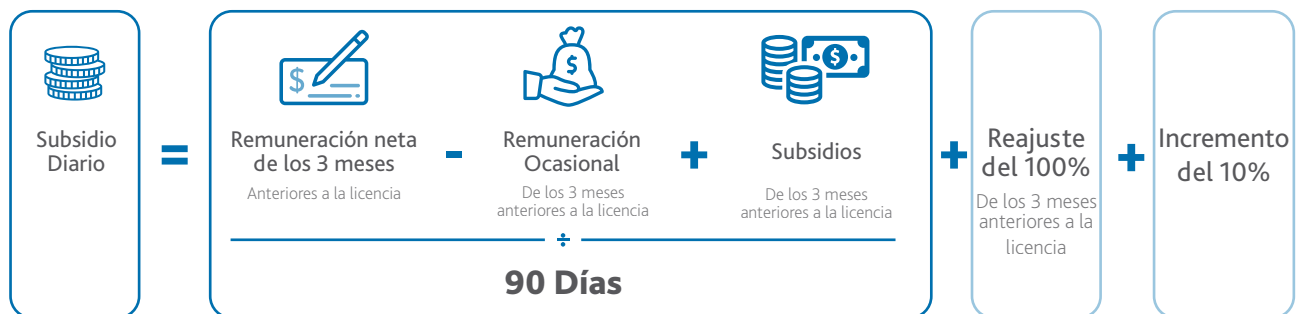 Subsidio
Diario
=
Remuneración neta
de los 3 meses
Anteriores a la licencia
-
$
Remuneración
Ocasional
De los 3 meses
anteriores a la licencia
+
$
Subsidios
De los 3 meses
anteriores a la licencia
$
÷
90 Días
+
Reajuste
del 100%
De los 3 meses
anteriores a la
licencia
+
Incremento
del 10%